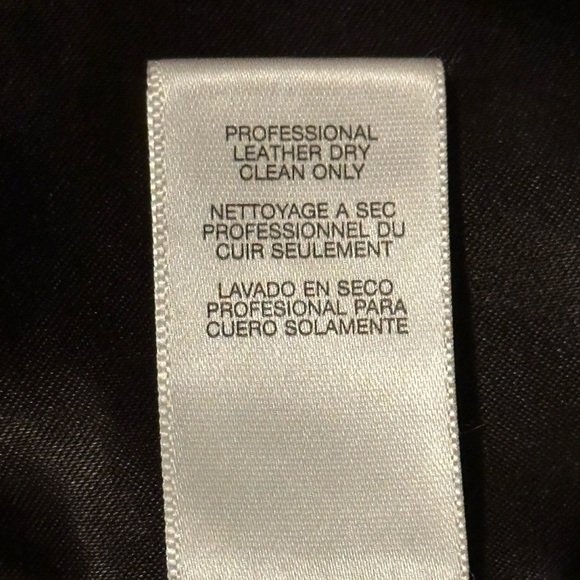 PROFESSIONAL
LEATHER DRY
CLEAN ONLY
NETTOYAGE A SEC
PROFESSIONNEL DU
CUIR SEULEMENT
LAVADO EN SECO
PROFESIONAL PARA
CUERO SOLAMENTE